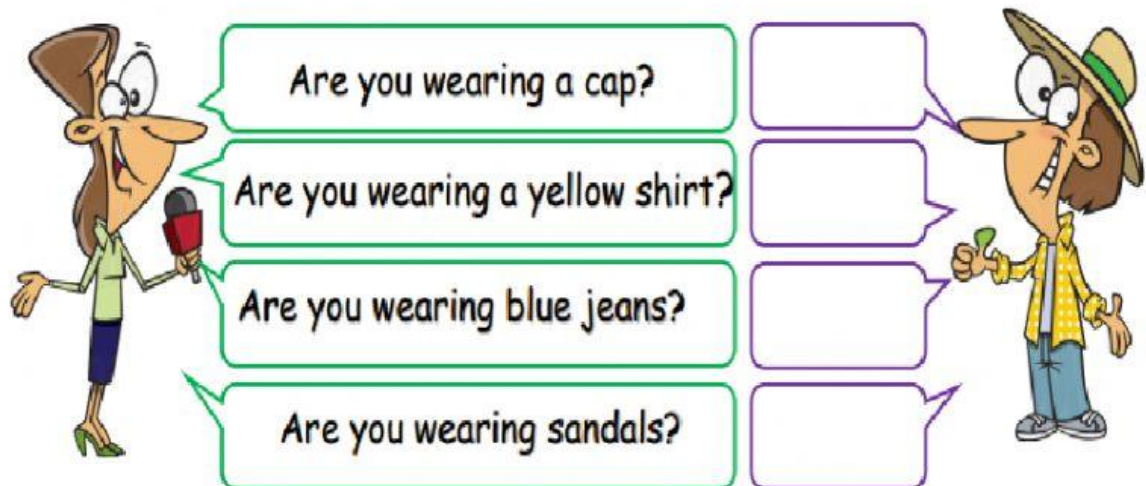 Are you wearing a cap?
Are you wearing a yellow shirt?
Are you wearing blue jeans?
Are you wearing sandals?